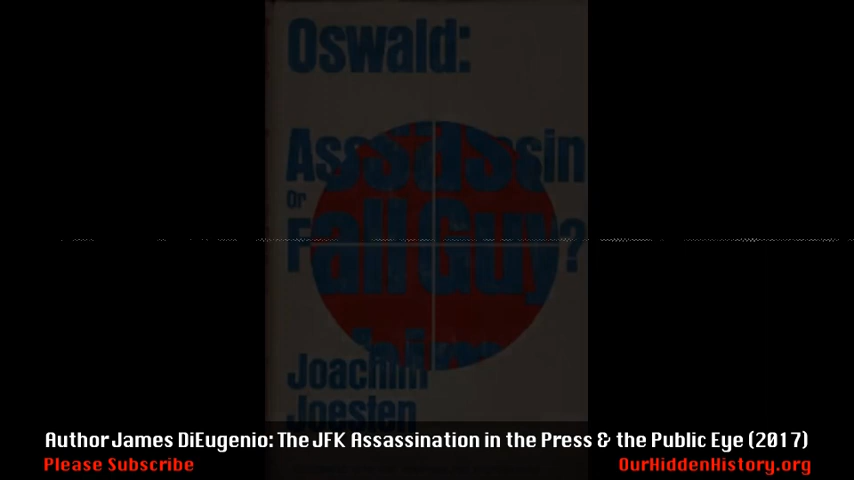 Oswald:
Assassin
Or
Fall Guy?
Joachim
Joesten
Author James DiEugenio: The JFK Assassination in the Press & the Public Eye (2017)
Please Subscribe
OurHiddenHistory.org